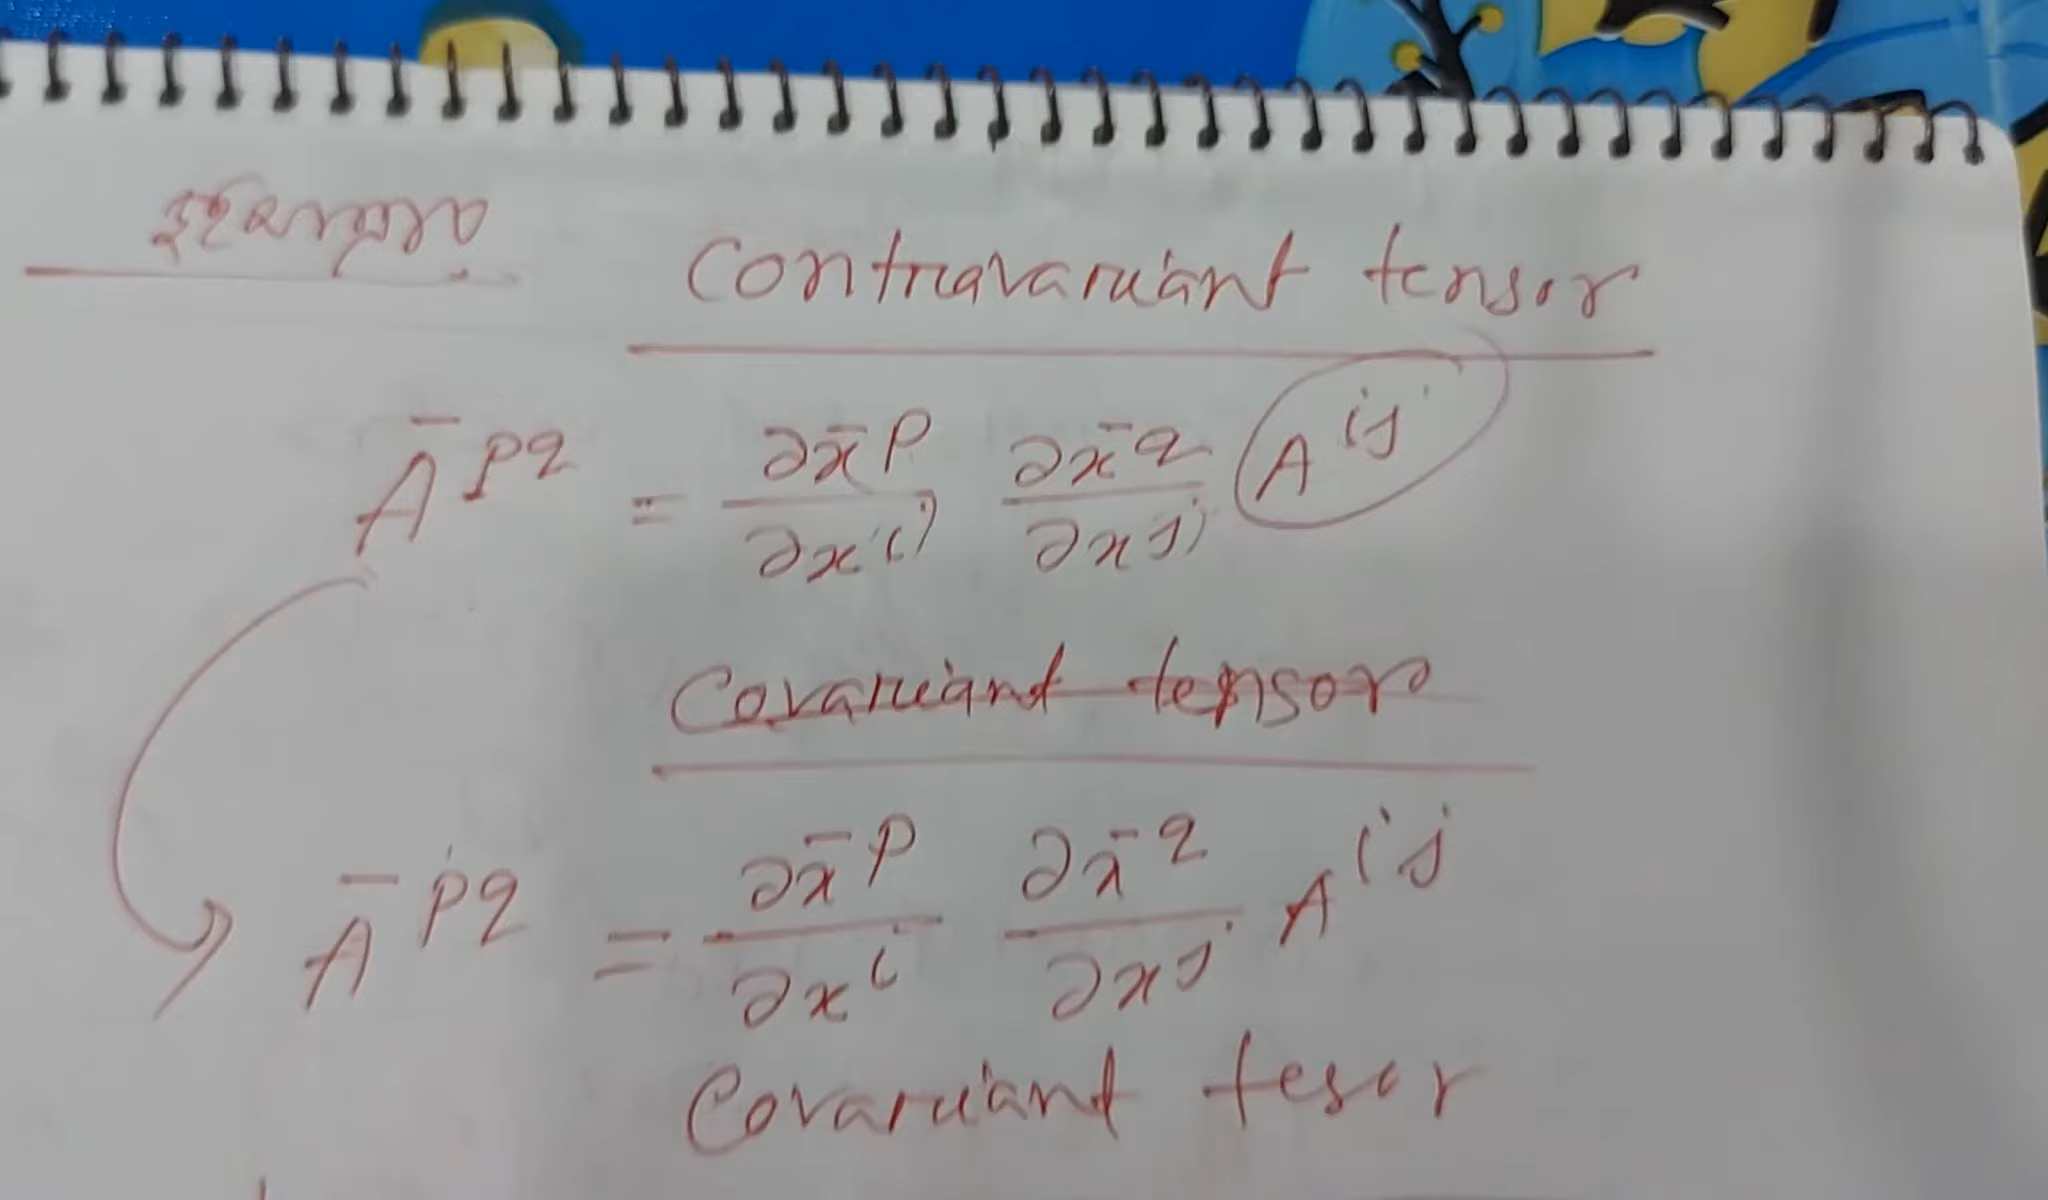 Contravariant tensor
Ā^{pq} = ∂x̄^p/∂x^i ∂x̄^q/∂x^j A^{ij}
Covariant tensor
Ā^{pq} = ∂x̄^p/∂x^i ∂x̄^q/∂x^j A^{ij}
Covariant tesor